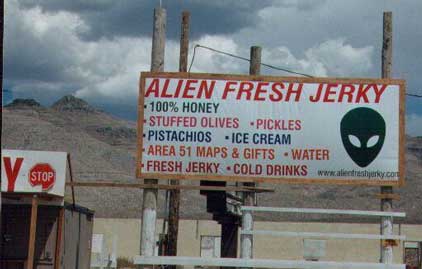 ALIEN FRESH JERKY
• 100% HONEY
• STUFFED OLIVES • PICKLES
• PISTACHIOS • ICE CREAM
• AREA 51 MAPS & GIFTS • WATER
• FRESH JERKY • COLD DRINKS
www.alienfreshjerky.com
Y STOP